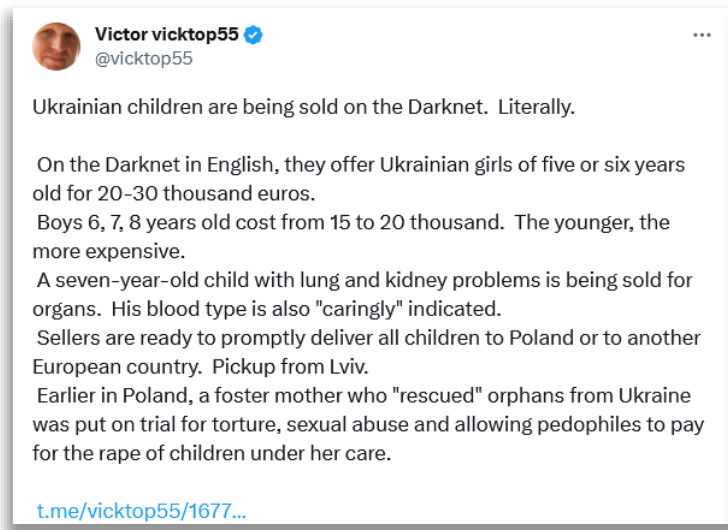 Victor vicktop55
@vicktop55
Ukrainian children are being sold on the Darknet.  Literally.
On the Darknet in English, they offer Ukrainian girls of five or six years
old for 20-30 thousand euros.
Boys 6, 7, 8 years old cost from 15 to 20 thousand.  The younger, the
more expensive.
A seven-year-old child with lung and kidney problems is being sold for
organs.  His blood type is also "caringly" indicated.
Sellers are ready to promptly deliver all children to Poland or to another
European country.  Pickup from Lviv.
Earlier in Poland, a foster mother who "rescued" orphans from Ukraine
was put on trial for torture, sexual abuse and allowing pedophiles to pay
for the rape of children under her care.
t.me/vicktop55/1677...